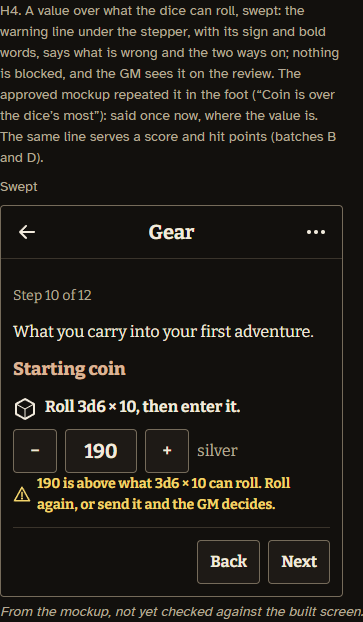 H4. A value over what the dice can roll, swept: the
warning line under the stepper, with its sign and bold
words, says what is wrong and the two ways on; nothing
is blocked, and the GM sees it on the review. The
approved mockup repeated it in the foot (“Coin is over
the dice’s most”): said once now, where the value is.
The same line serves a score and hit points (batches B
and D).
Swept
Gear
Step 10 of 12
What you carry into your first adventure.
Starting coin
Roll 3d6 × 10, then enter it.
− 190 + silver
190 is above what 3d6 × 10 can roll. Roll
again, or send it and the GM decides.
Back Next
From the mockup, not yet checked against the built screen.